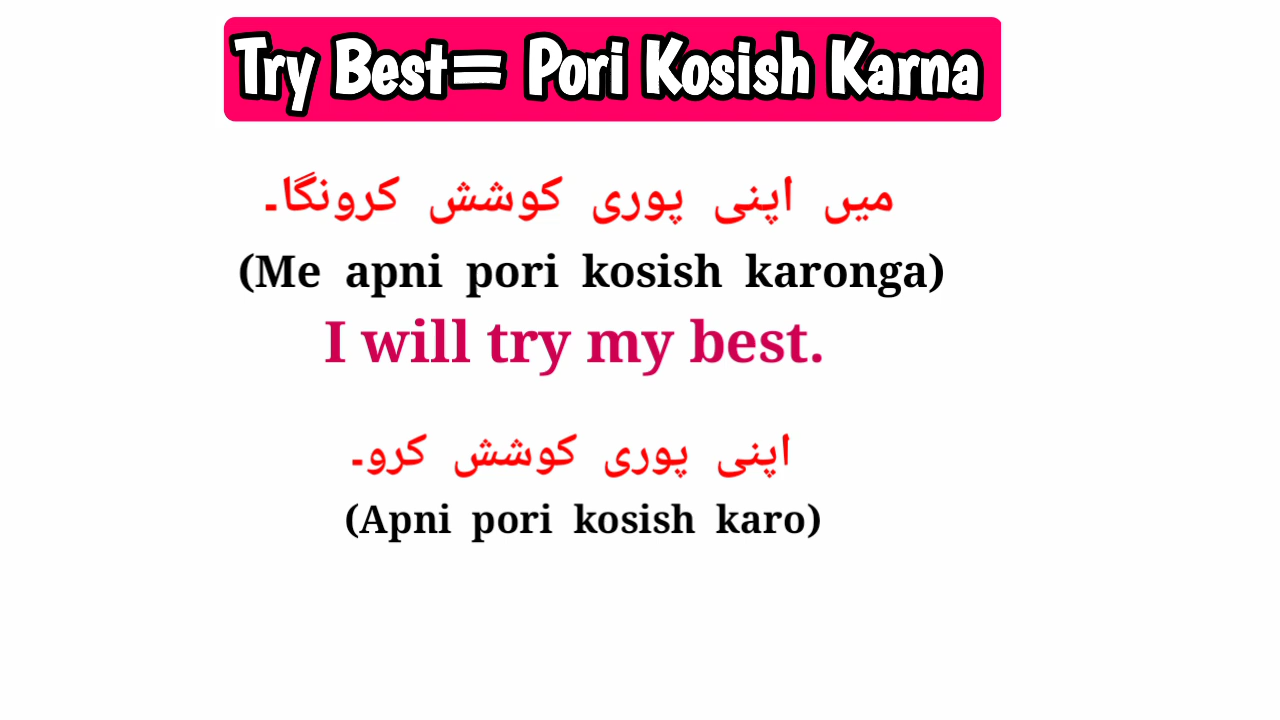 Try Best= Pori Kosish Karna
میں اپنی پوری کوشش کرونگا۔
(Me apni pori kosish karonga)
I will try my best.
اپنی پوری کوشش کرو۔
(Apni pori kosish karo)